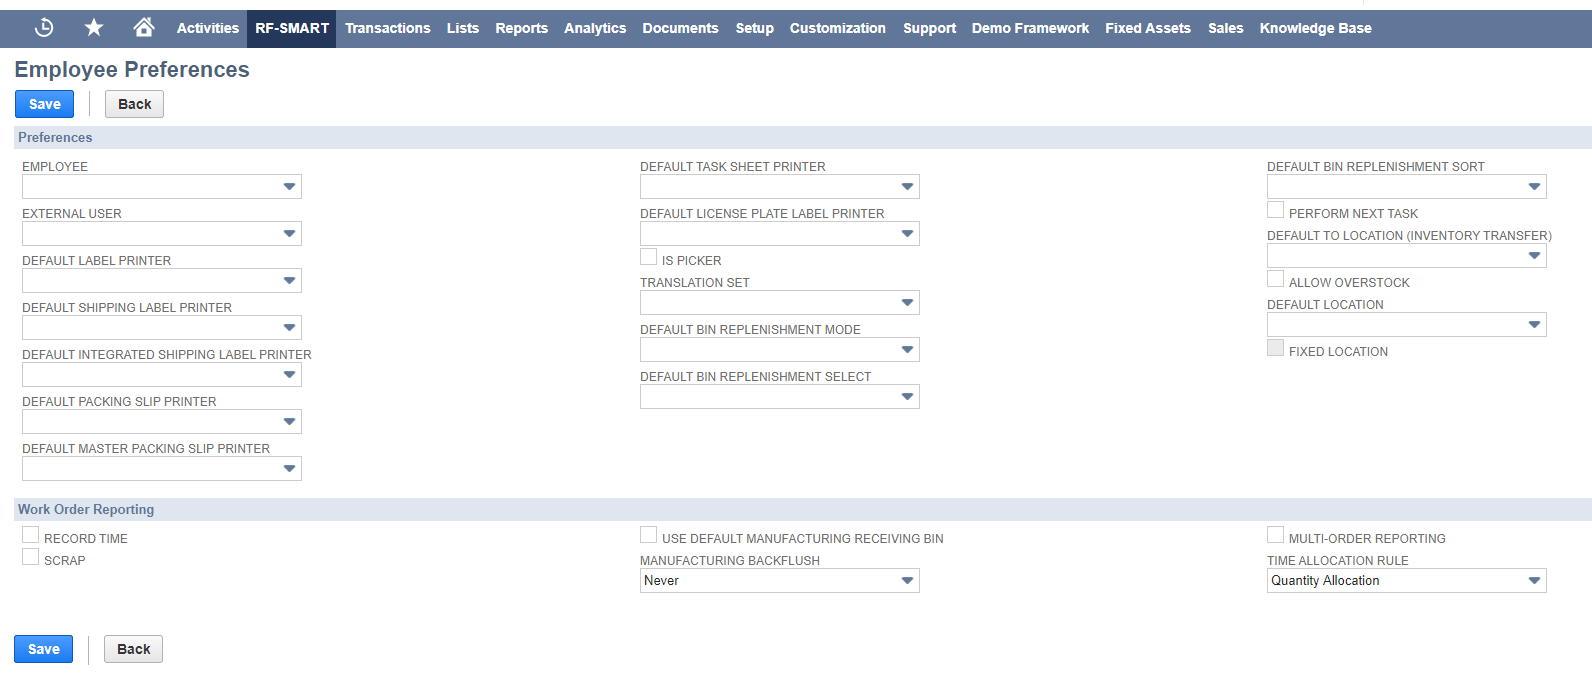 Activities RF-SMART Transactions Lists Reports Analytics Documents Setup Customization Support Demo Framework Fixed Assets Sales Knowledge Base
Employee Preferences
Save Back
Preferences
EMPLOYEE
EXTERNAL USER
DEFAULT LABEL PRINTER
DEFAULT SHIPPING LABEL PRINTER
DEFAULT INTEGRATED SHIPPING LABEL PRINTER
DEFAULT PACKING SLIP PRINTER
DEFAULT MASTER PACKING SLIP PRINTER
DEFAULT TASK SHEET PRINTER
DEFAULT LICENSE PLATE LABEL PRINTER
IS PICKER
TRANSLATION SET
DEFAULT BIN REPLENISHMENT MODE
DEFAULT BIN REPLENISHMENT SELECT
DEFAULT BIN REPLENISHMENT SORT
PERFORM NEXT TASK
DEFAULT TO LOCATION (INVENTORY TRANSFER)
ALLOW OVERSTOCK
DEFAULT LOCATION
FIXED LOCATION
Work Order Reporting
RECORD TIME
SCRAP
USE DEFAULT MANUFACTURING RECEIVING BIN
MANUFACTURING BACKFLUSH
Never
MULTI-ORDER REPORTING
TIME ALLOCATION RULE
Quantity Allocation
Save Back